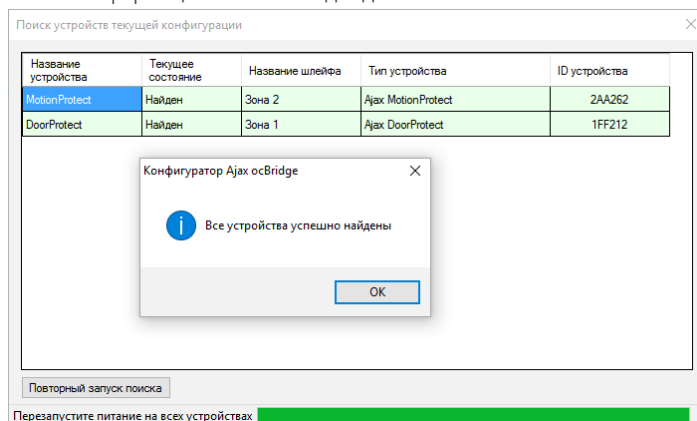 Поиск устройств текущей конфигурации
Название устройства Текущее состояние Название шлейфа Тип устройства ID устройства
MotionProtect Найден Зона 2 Ajax MotionProtect 2AA262
DoorProtect Найден Зона 1 Ajax DoorProtect 1FF212
Конфигуратор Ajax ocBridge
Все устройства успешно найдены
OK
Повторный запуск поиска
Перезапустите питание на всех устройствах